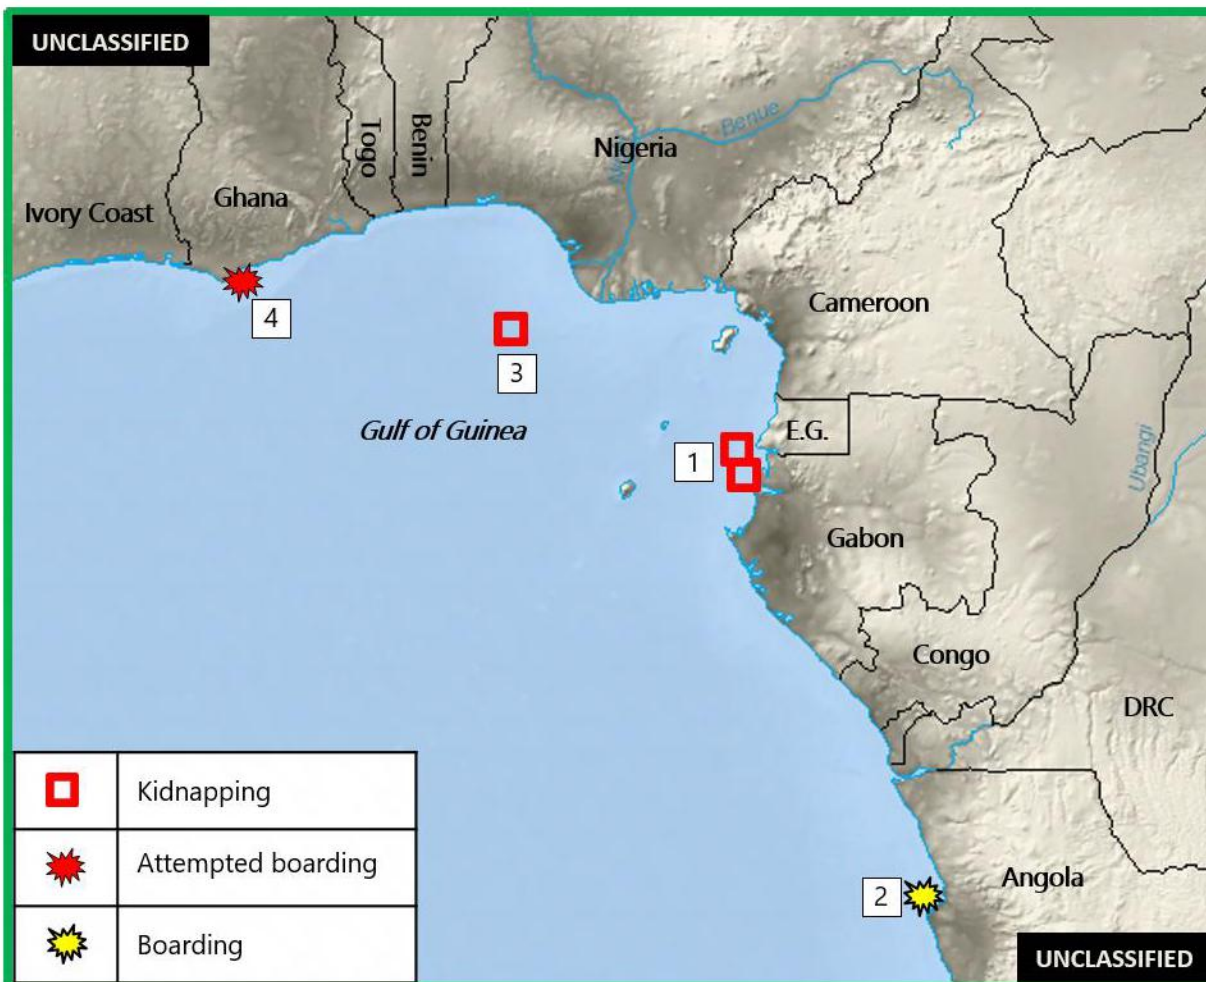 UNCLASSIFIED
Togo
Benin
Nigeria
Benue
Ivory Coast
Ghana
Cameroon
4
3
Gulf of Guinea
E.G.
1
Ubangi
Gabon
Congo
DRC
Kidnapping
Attempted boarding
Angola
2
Boarding
UNCLASSIFIED